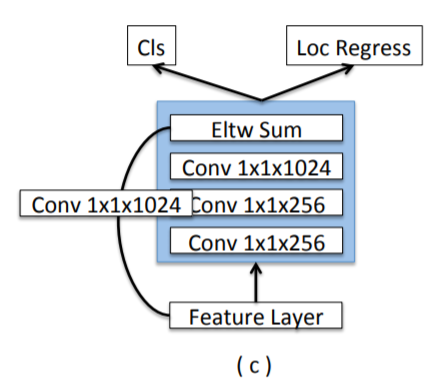 Cls
Loc Regress
Eltw Sum
Conv 1x1x1024
Conv 1x1x1024
Conv 1x1x256
Conv 1x1x256
Feature Layer
( c )